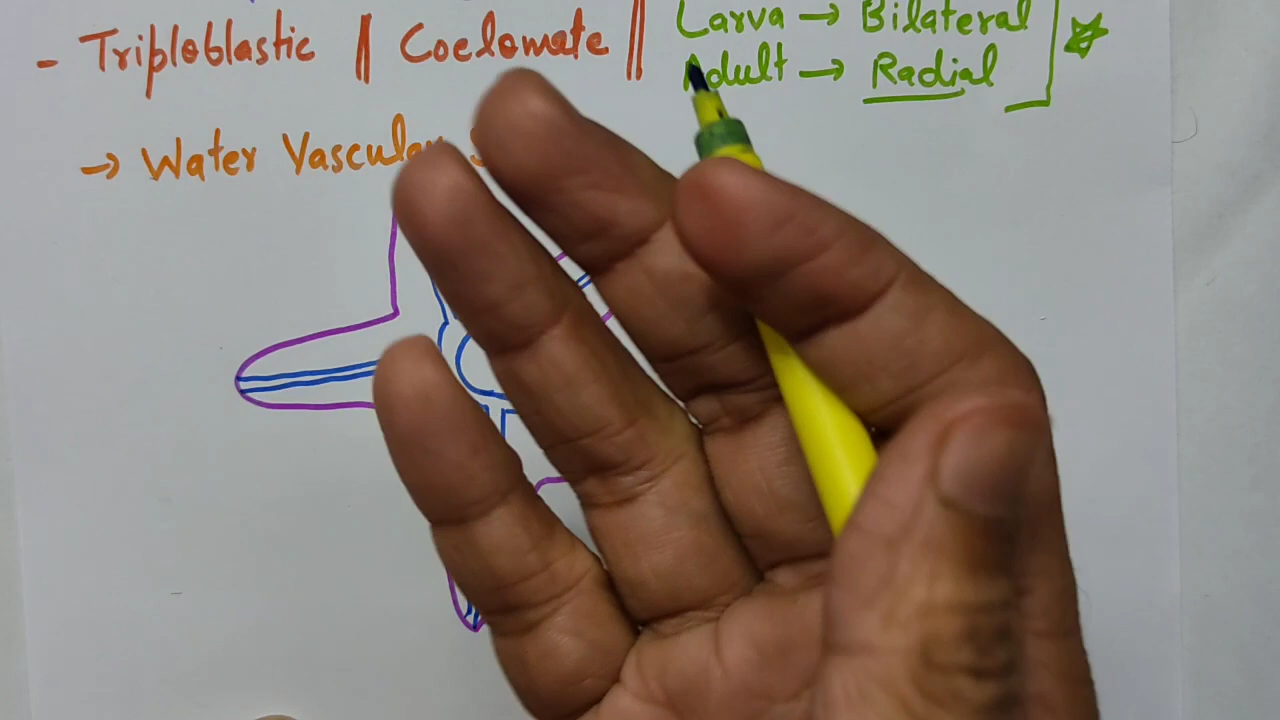 Larva → Bilateral
- Triploblastic || Coelomate ||
Adult → Radial
→ Water Vascular